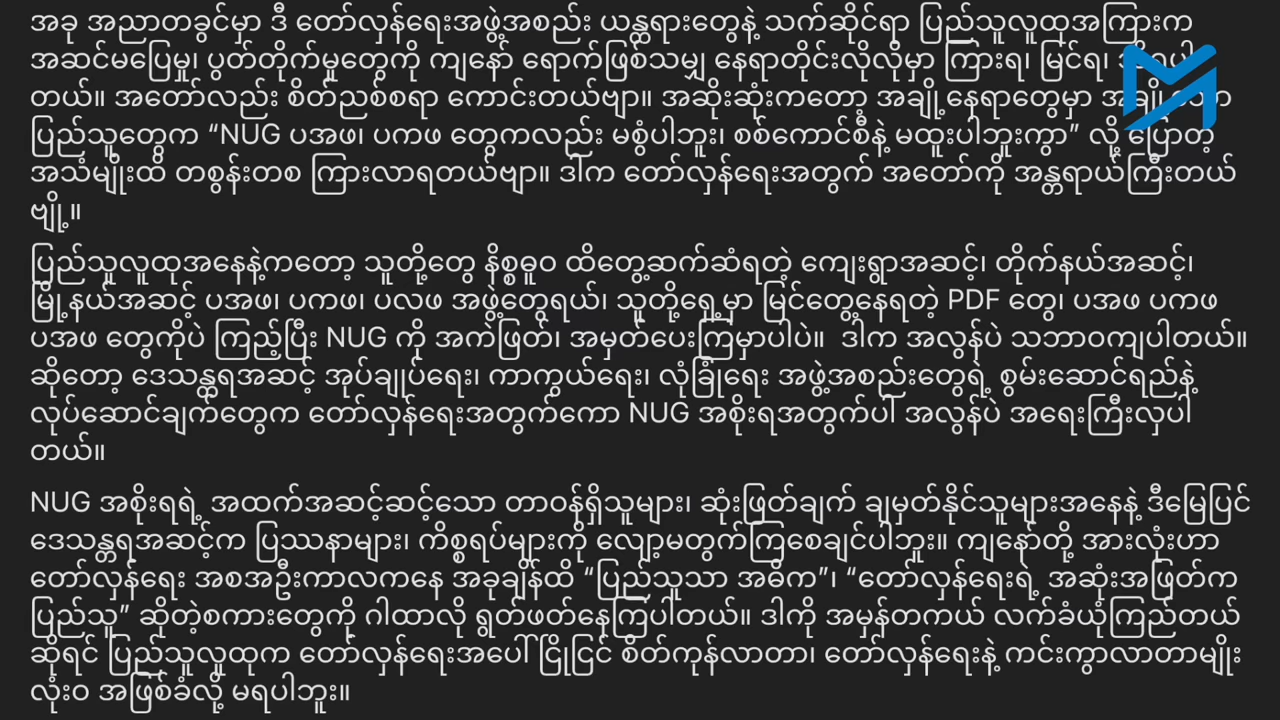 အခု အညာတခွင်မှာ ဒီ တော်လှန်ရေးအဖွဲ့အစည်း ယန္တရားတွေနဲ့ သက်ဆိုင်ရာ ပြည်သူလူထုအကြားက
အဆင်မပြေမှု၊ ပွတ်တိုက်မှုတွေကို ကျနော် ရောက်ဖြစ်သမျှ နေရာတိုင်းလိုလိုမှာ ကြားရ၊ မြင်ရ၊
တယ်။ အတော်လည်း စိတ်ညစ်စရာ ကောင်းတယ်ဗျာ။ အဆိုးဆုံးကတော့ အချို့နေရာတွေမှာ
ပြည်သူတွေက “NUG ပအဖ၊ ပကဖ တွေကလည်း မစွံပါဘူး၊ စစ်ကောင်စီနဲ့ မထူးပါဘူးကွာ” လို့ ပြောတဲ့
အသံမျိုးထိ တစွန်းတစ ကြားလာရတယ်ဗျာ။ ဒါက တော်လှန်ရေးအတွက် အတော်ကို အန္တရာယ်ကြီးတယ်
ဗျို့။
ပြည်သူလူထုအနေနဲ့ကတော့ သူတို့တွေ နိစ္စဓူဝ ထိတွေ့ဆက်ဆံရတဲ့ ကျေးရွာအဆင့်၊ တိုက်နယ်အဆင့်၊
မြို့နယ်အဆင့် ပအဖ၊ ပကဖ၊ ပလဖ အဖွဲ့တွေရယ်၊ သူတို့ရှေ့မှာ မြင်တွေ့နေရတဲ့ PDF တွေ၊ ပအဖ ပကဖ
ပအဖ တွေကိုပဲ ကြည့်ပြီး NUG ကို အကဲဖြတ်၊ အမှတ်ပေးကြမှာပါပဲ။ ဒါက အလွန်ပဲ သဘာဝကျပါတယ်။
ဆိုတော့ ဒေသန္တရအဆင့် အုပ်ချုပ်ရေး၊ ကာကွယ်ရေး၊ လုံခြုံရေး အဖွဲ့အစည်းတွေရဲ့ စွမ်းဆောင်ရည်နဲ့
လုပ်ဆောင်ချက်တွေက တော်လှန်ရေးအတွက်ကော NUG အစိုးရအတွက်ပါ အလွန်ပဲ အရေးကြီးလှပါ
တယ်။
NUG အစိုးရရဲ့ အထက်အဆင့်ဆင့်သော တာဝန်ရှိသူများ၊ ဆုံးဖြတ်ချက် ချမှတ်နိုင်သူများအနေနဲ့ ဒီမြေပြင်
ဒေသန္တရအဆင့်က ပြဿနာများ၊ ကိစ္စရပ်များကို လျော့မတွက်ကြစေချင်ပါဘူး။ ကျနော်တို့ အားလုံးဟာ
တော်လှန်ရေး အစအဦးကာလကနေ အခုချိန်ထိ “ပြည်သူသာ အဓိက”၊ “တော်လှန်ရေးရဲ့ အဆုံးအဖြတ်က
ပြည်သူ” ဆိုတဲ့စကားတွေကို ဂါထာလို ရွတ်ဖတ်နေကြပါတယ်။ ဒါကို အမှန်တကယ် လက်ခံယုံကြည်တယ်
ဆိုရင် ပြည်သူလူထုက တော်လှန်ရေးအပေါ် ငြိုငြင် စိတ်ကုန်လာတာ၊ တော်လှန်ရေးနဲ့ ကင်းကွာလာတာမျိုး
လုံးဝ အဖြစ်ခံလို့ မရပါဘူး။